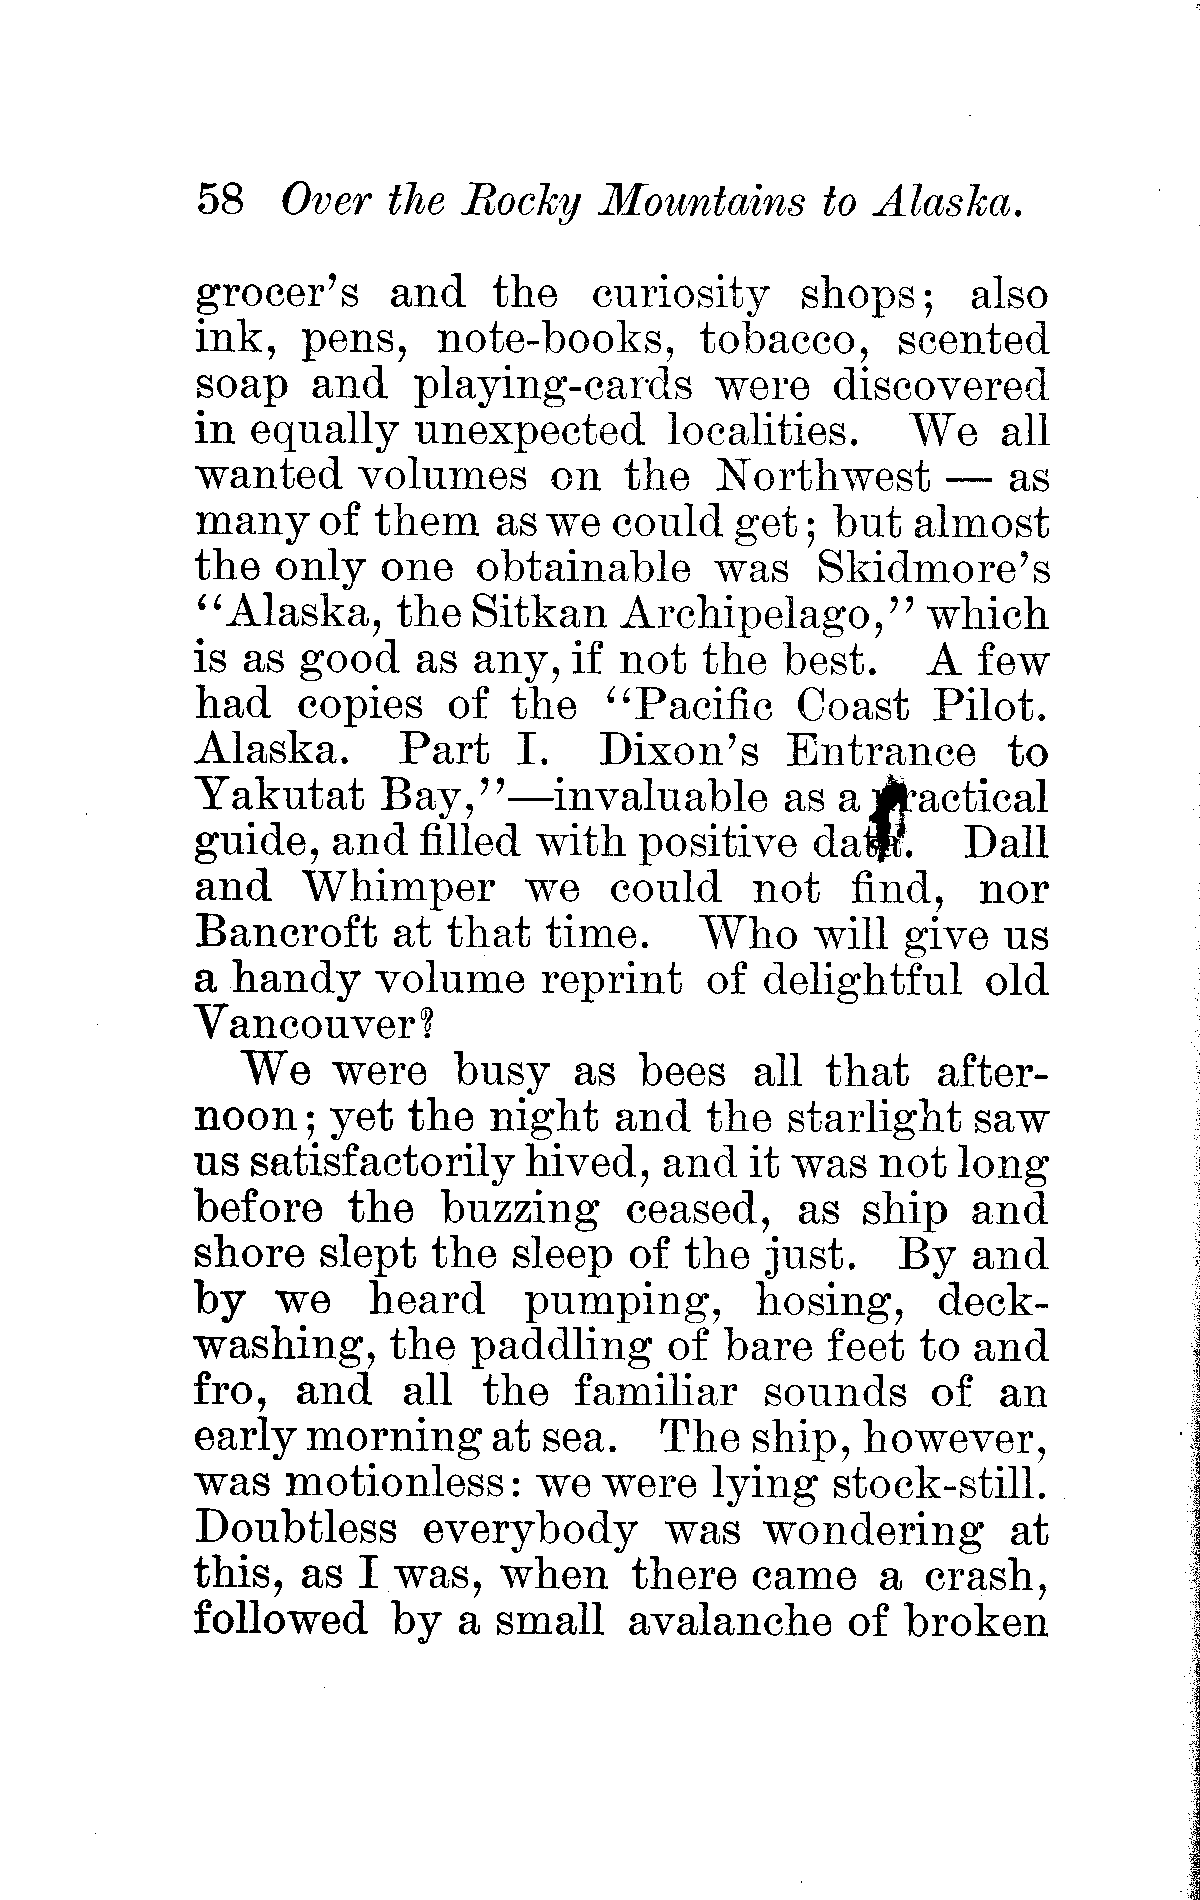 58 Over the Rocky Mountains to Alaska.
grocer's and the curiosity shops; also
ink, pens, note-books, tobacco, scented
soap and playing-cards were discovered
in equally unexpected localities. We all
wanted volumes on the Northwest — as
many of them as we could get; but almost
the only one obtainable was Skidmore's
"Alaska, the Sitkan Archipelago," which
is as good as any, if not the best. A few
had copies of the "Pacific Coast Pilot.
Alaska. Part I. Dixon's Entrance to
Yakutat Bay,"—invaluable as a practical
guide, and filled with positive data. Dall
and Whimper we could not find, nor
Bancroft at that time. Who will give us
a handy volume reprint of delightful old
Vancouver?
We were busy as bees all that after-
noon; yet the night and the starlight saw
us satisfactorily hived, and it was not long
before the buzzing ceased, as ship and
shore slept the sleep of the just. By and
by we heard pumping, hosing, deck-
washing, the paddling of bare feet to and
fro, and all the familiar sounds of an
early morning at sea. The ship, however,
was motionless: we were lying stock-still.
Doubtless everybody was wondering at
this, as I was, when there came a crash,
followed by a small avalanche of broken